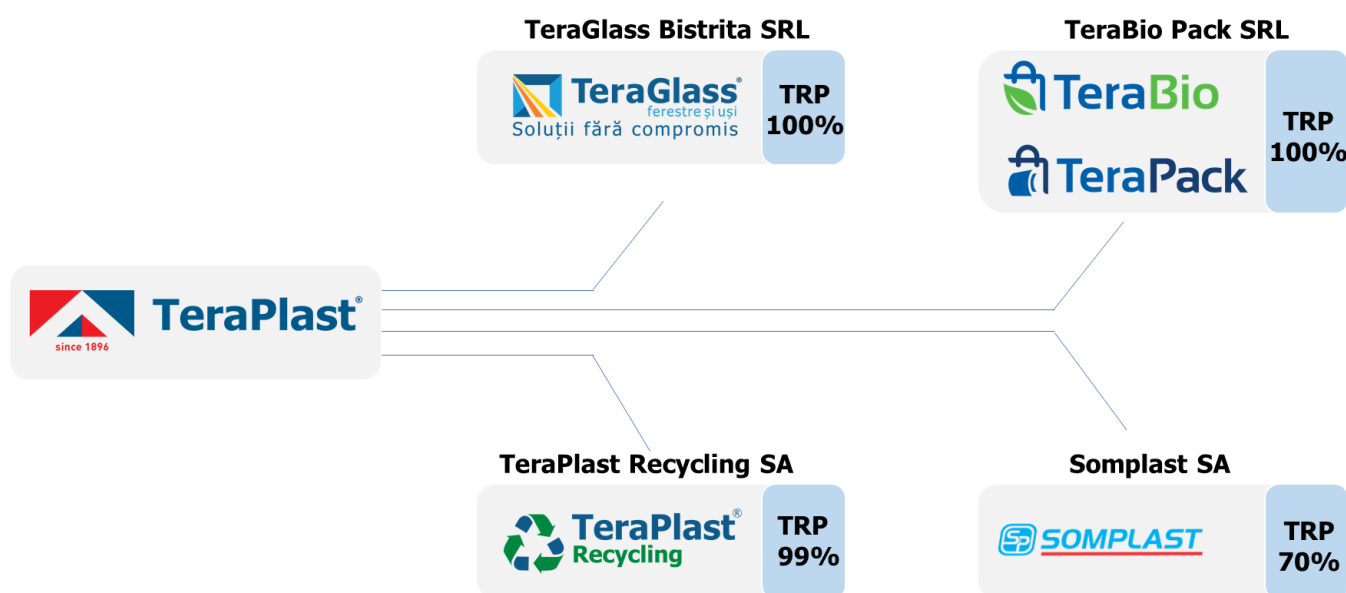 TeraGlass Bistrita SRL
TeraGlass®
ferestre și uși
Soluții fără compromis
TRP
100%
TeraBio Pack SRL
TeraBio
TeraPack
TRP
100%
TeraPlast®
since 1896
TeraPlast Recycling SA
TeraPlast®
Recycling
TRP
99%
Somplast SA
Sp SOMPLAST
TRP
70%